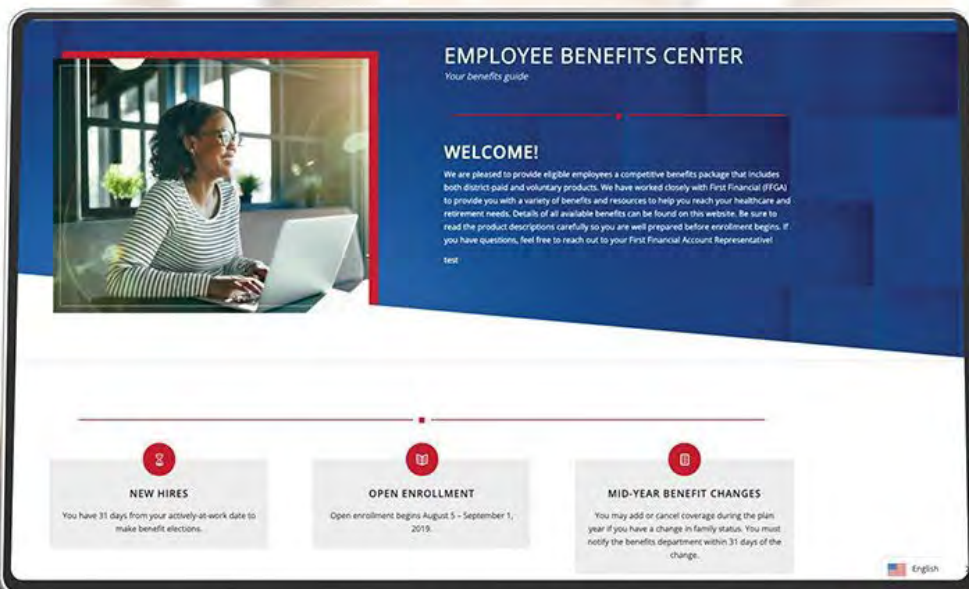 EMPLOYEE BENEFITS CENTER
Your benefits guide
WELCOME!
We are pleased to provide eligible employees a competitive benefits package that includes
both district-paid and voluntary products. We have worked closely with First Financial (FFGA)
to provide you with a variety of benefits and resources to help you reach your healthcare and
retirement needs. Details of all available benefits can be found on this website. Be sure to
read the product descriptions carefully so you are well prepared before enrollment begins. If
you have questions, feel free to reach out to your First Financial Account Representative!
test
NEW HIRES
You have 31 days from your actively-at-work date to
make benefit elections.
OPEN ENROLLMENT
Open enrollment begins August 5 – September 1,
2019.
MID-YEAR BENEFIT CHANGES
You may add or cancel coverage during the plan
year if you have a change in family status. You must
notify the benefits department within 31 days of the
change.
English